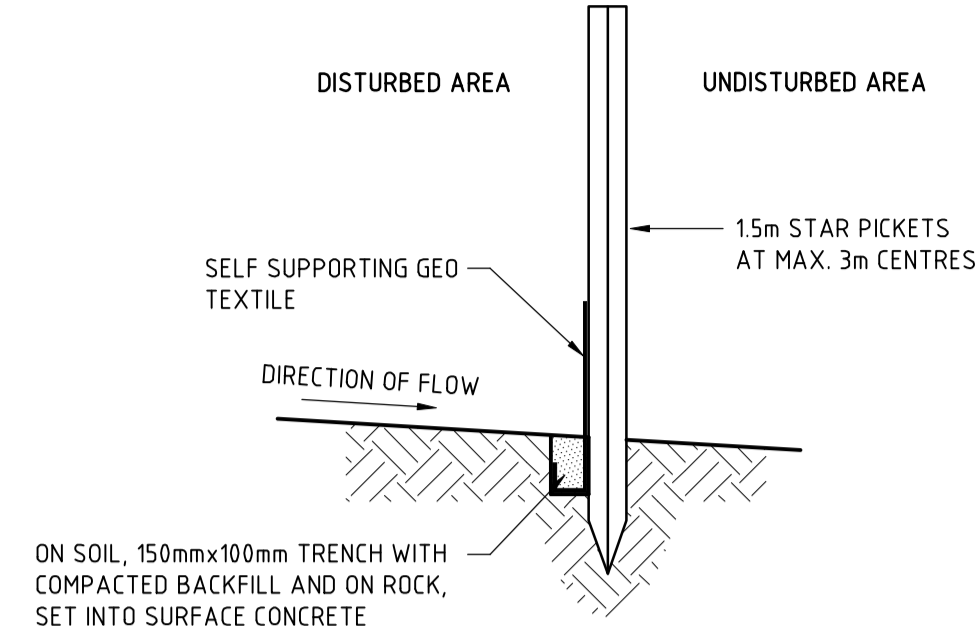 DISTURBED AREA
UNDISTURBED AREA
1.5m STAR PICKETS
AT MAX. 3m CENTRES
SELF SUPPORTING GEO
TEXTILE
DIRECTION OF FLOW
ON SOIL, 150mmx100mm TRENCH WITH
COMPACTED BACKFILL AND ON ROCK,
SET INTO SURFACE CONCRETE